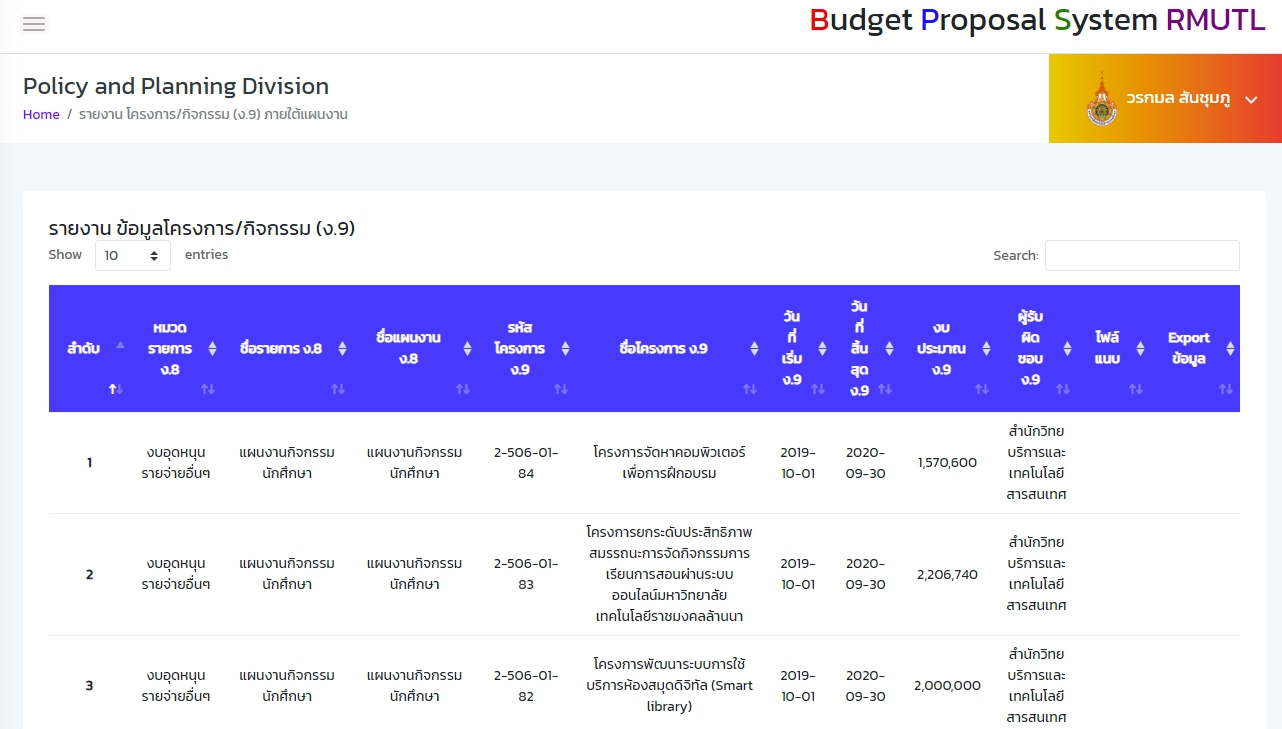 Budget Proposal System RMUTL
Policy and Planning Division
Home / รายงาน โครงการ/กิจกรรม (ง.9) ภายใต้แผนงาน
วรกมล สันชุมภู
รายงาน ข้อมูลโครงการ/กิจกรรม (ง.9)
Show 10 entries
Search:
ลำดับ
หมวด
รายการ
ง.8
ชื่อรายการ ง.8
ชื่อแผนงาน
ง.8
รหัส
โครงการ
ง.9
ชื่อโครงการ ง.9
วัน
ที่
เริ่ม
ง.9
วัน
ที่
สิ้น
สุด
ง.9
งบ
ประมาณ
ง.9
ผู้รับ
ผิด
ชอบ
ง.9
ไฟล์
แนบ
Export
ข้อมูล
1
งบอุดหนุน
รายจ่ายอื่นๆ
แผนงานกิจกรรม
นักศึกษา
แผนงานกิจกรรม
นักศึกษา
2-506-01-
84
โครงการจัดหาคอมพิวเตอร์
เพื่อการฝึกอบรม
2019-
10-01
2020-
09-30
1,570,600
สำนักวิทย
บริการและ
เทคโนโลยี
สารสนเทศ
2
งบอุดหนุน
รายจ่ายอื่นๆ
แผนงานกิจกรรม
นักศึกษา
แผนงานกิจกรรม
นักศึกษา
2-506-01-
83
โครงการยกระดับประสิทธิภาพ
สมรรถนะการจัดกิจกรรมการ
เรียนการสอนผ่านระบบ
ออนไลน์มหาวิทยาลัย
เทคโนโลยีราชมงคลล้านนา
2019-
10-01
2020-
09-30
2,206,740
สำนักวิทย
บริการและ
เทคโนโลยี
สารสนเทศ
3
งบอุดหนุน
รายจ่ายอื่นๆ
แผนงานกิจกรรม
นักศึกษา
แผนงานกิจกรรม
นักศึกษา
2-506-01-
82
โครงการพัฒนาระบบการใช้
บริการห้องสมุดดิจิทัล (Smart
library)
2019-
10-01
2020-
09-30
2,000,000
สำนักวิทย
บริการและ
เทคโนโลยี
สารสนเทศ